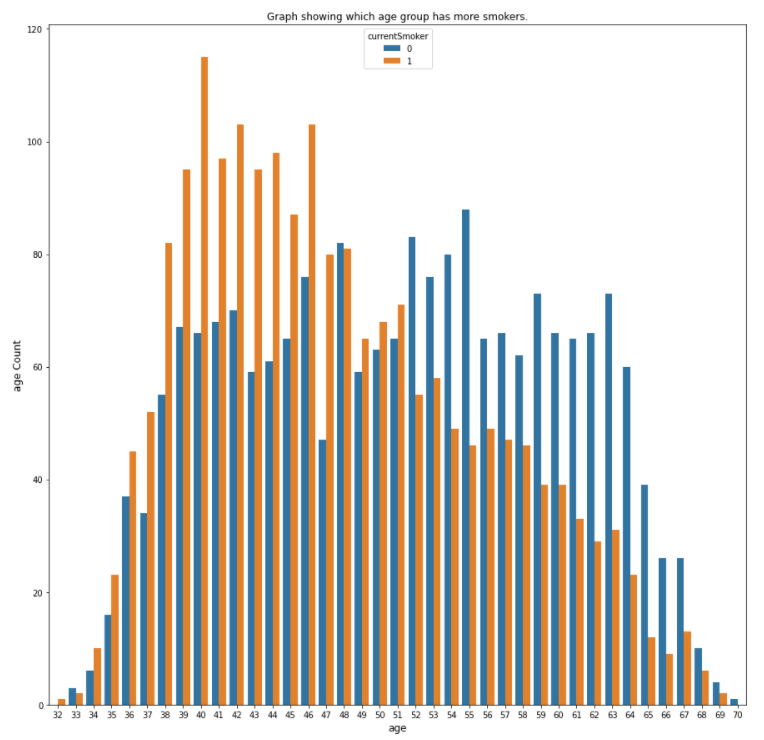 Graph showing which age group has more smokers.
currentSmoker
0
1
120
100
80
60
40
20
0
age Count
32 33 34 35 36 37 38 39 40 41 42 43 44 45 46 47 48 49 50 51 52 53 54 55 56 57 58 59 60 61 62 63 64 65 66 67 68 69 70
age